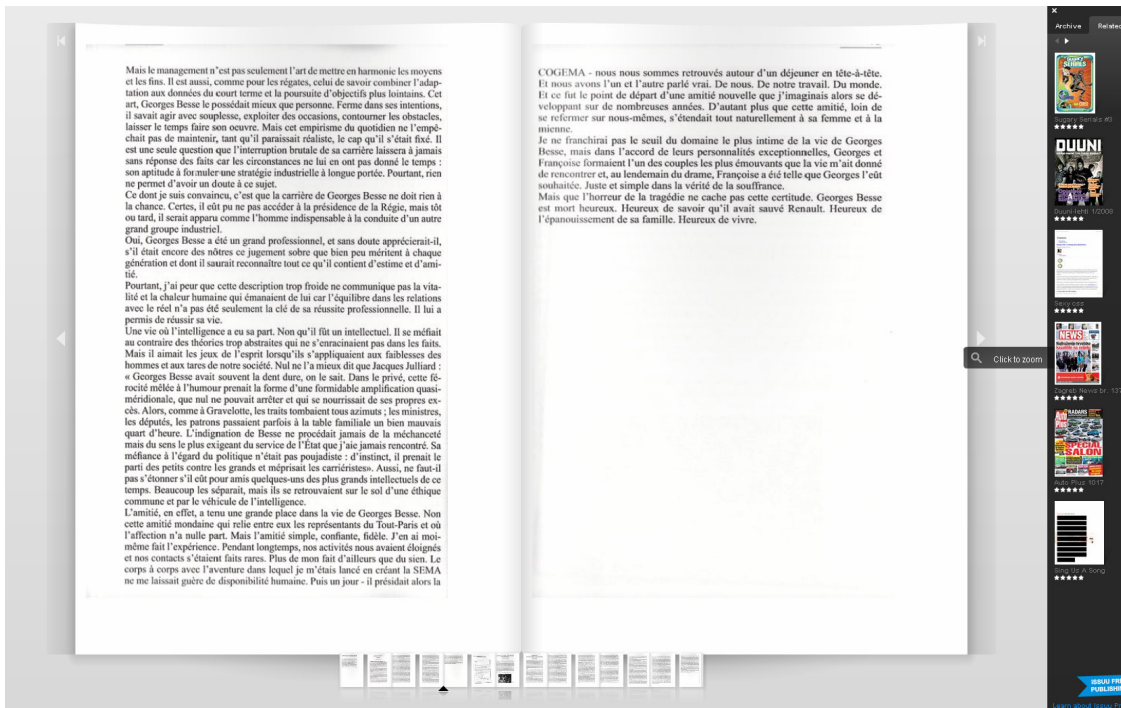 Mais le management n'est pas seulement l'art de mettre en harmonie les moyens
et les fins. Il est aussi, comme pour les régates, celui de savoir combiner l'adap-
tation aux données du court terme et la poursuite d'objectifs plus lointains. Cet
art, Georges Besse le possédait mieux que personne. Ferme dans ses intentions,
il savait agir avec souplesse, exploiter des occasions, contourner les obstacles,
laisser le temps faire son oeuvre. Mais cet empirisme du quotidien ne l'empê-
chait pas de maintenir, tant qu'il paraissait réaliste, le cap qu'il s'était fixé. Il
est une seule question que l'interruption brutale de sa carrière laissera à jamais
sans réponse des faits car les circonstances ne lui en ont pas donné le temps :
son aptitude à formuler une stratégie industrielle à longue portée. Pourtant, rien
ne permet d'avoir un doute à ce sujet.
Ce dont je suis convaincu, c'est que la carrière de Georges Besse ne doit rien à
la chance. Certes, il eût pu ne pas accéder à la présidence de la Régie, mais tôt
ou tard, il serait apparu comme l'homme indispensable à la conduite d'un autre
grand groupe industriel.
Oui, Georges Besse a été un grand professionnel, et sans doute apprécierait-il,
s'il était encore des nôtres ce jugement sobre que bien peu méritent à chaque
génération et dont il saurait reconnaître tout ce qu'il contient d'estime et d'ami-
tié.
Pourtant, j'ai peur que cette description trop froide ne communique pas la vita-
lité et la chaleur humaine qui émanaient de lui car l'équilibre dans les relations
avec le réel n'a pas été seulement la clé de sa réussite professionnelle. Il lui a
permis de réussir sa vie.
Une vie où l'intelligence a eu sa part. Non qu'il fût un intellectuel. Il se méfiait
au contraire des théories trop abstraites qui ne s'enracinaient pas dans les faits.
Mais il aimait les jeux de l'esprit lorsqu'ils s'appliquaient aux faiblesses des
hommes et aux tares de notre société. Nul ne l'a mieux dit que Jacques Julliard :
« Georges Besse avait souvent la dent dure, on le sait. Dans le privé, cette fé-
rocité mêlée à l'humour prenait la forme d'une formidable amplification quasi-
méridionale, que nul ne pouvait arrêter et qui se nourrissait de ses propres ex-
cès. Alors, comme à Gravelotte, les traits tombaient tous azimuts ; les ministres,
les députés, les patrons passaient parfois à la table familiale un bien mauvais
quart d'heure. L'indignation de Besse ne procédait jamais de la méchanceté
mais du sens le plus exigeant du service de l'État que j'aie jamais rencontré. Sa
méfiance à l'égard du politique n'était pas poujadiste : d'instinct, il prenait le
parti des petits contre les grands et méprisait les carriéristes». Aussi, ne faut-il
pas s'étonner s'il eût pour amis quelques-uns des plus grands intellectuels de ce
temps. Beaucoup les séparait, mais ils se retrouvaient sur le sol d'une éthique
commune et par le véhicule de l'intelligence.
L'amitié, en effet, a tenu une grande place dans la vie de Georges Besse. Non
cette amitié mondaine qui relie entre eux les représentants du Tout-Paris et où
l'affection n'a nulle part. Mais l'amitié simple, confiante, fidèle. J'en ai moi-
même fait l'expérience. Pendant longtemps, nos activités nous avaient éloignés
et nos contacts s'étaient faits rares. Plus de mon fait d'ailleurs que du sien. Le
corps à corps avec l'aventure dans lequel je m'étais lancé en créant la SEMA
ne me laissait guère de disponibilité humaine. Puis un jour - il présidait alors la
COGEMA - nous nous sommes retrouvés autour d'un déjeuner en tête-à-tête.
Et nous avons l'un et l'autre parlé vrai. De nous. De notre travail. Du monde.
Et ce fut le point de départ d'une amitié nouvelle que j'imaginais alors se dé-
veloppant sur de nombreuses années. D'autant plus que cette amitié, loin de
se refermer sur nous-mêmes, s'étendait tout naturellement à sa femme et à la
mienne.
Je ne franchirai pas le seuil du domaine le plus intime de la vie de Georges
Besse, mais dans l'accord de leurs personnalités exceptionnelles, Georges et
Françoise formaient l'un des couples les plus émouvants que la vie m'ait donné
de rencontrer et, au lendemain du drame, Françoise a été telle que Georges l'eût
souhaitée. Juste et simple dans la vérité de la souffrance.
Mais que l'horreur de la tragédie ne cache pas cette certitude. Georges Besse
est mort heureux. Heureux de savoir qu'il avait sauvé Renault. Heureux de
l'épanouissement de sa famille. Heureux de vivre.
Click to zoom
Archive
Related
Sugary Serials #3
DUUNI
Duuni-lehti 1/2009
Sexy css
NEWS
Zagreb News br. 137
RADARS
SPÉCIAL
SALON
Auto Plus 1017
Sing Us A Song
ISSUU FR
PUBLISHI
Learn about Issuu Pr